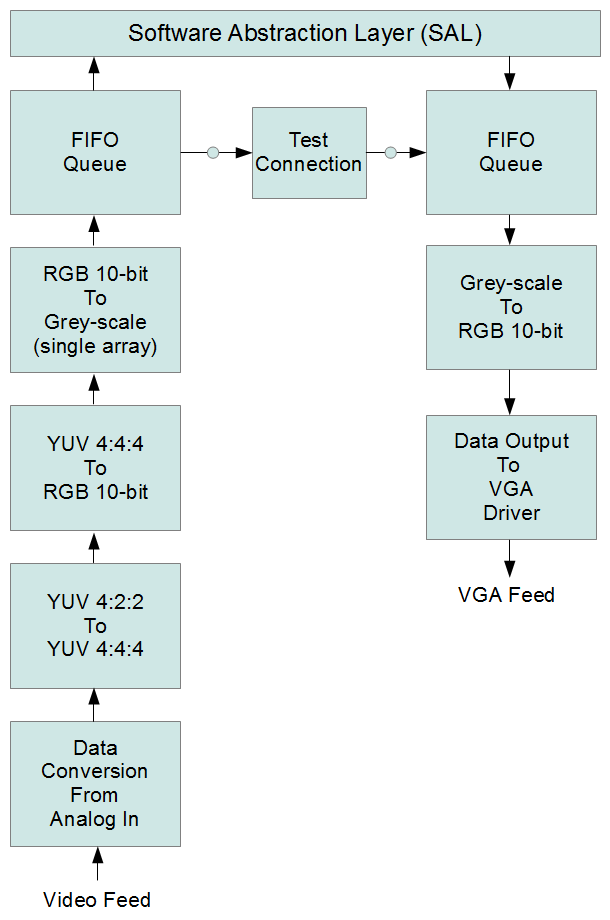 Software Abstraction Layer (SAL)
FIFO
Queue
Test
Connection
FIFO
Queue
RGB 10-bit
To
Grey-scale
(single array)
Grey-scale
To
RGB 10-bit
YUV 4:4:4
To
RGB 10-bit
Data Output
To
VGA
Driver
VGA Feed
YUV 4:2:2
To
YUV 4:4:4
Data
Conversion
From
Analog In
Video Feed